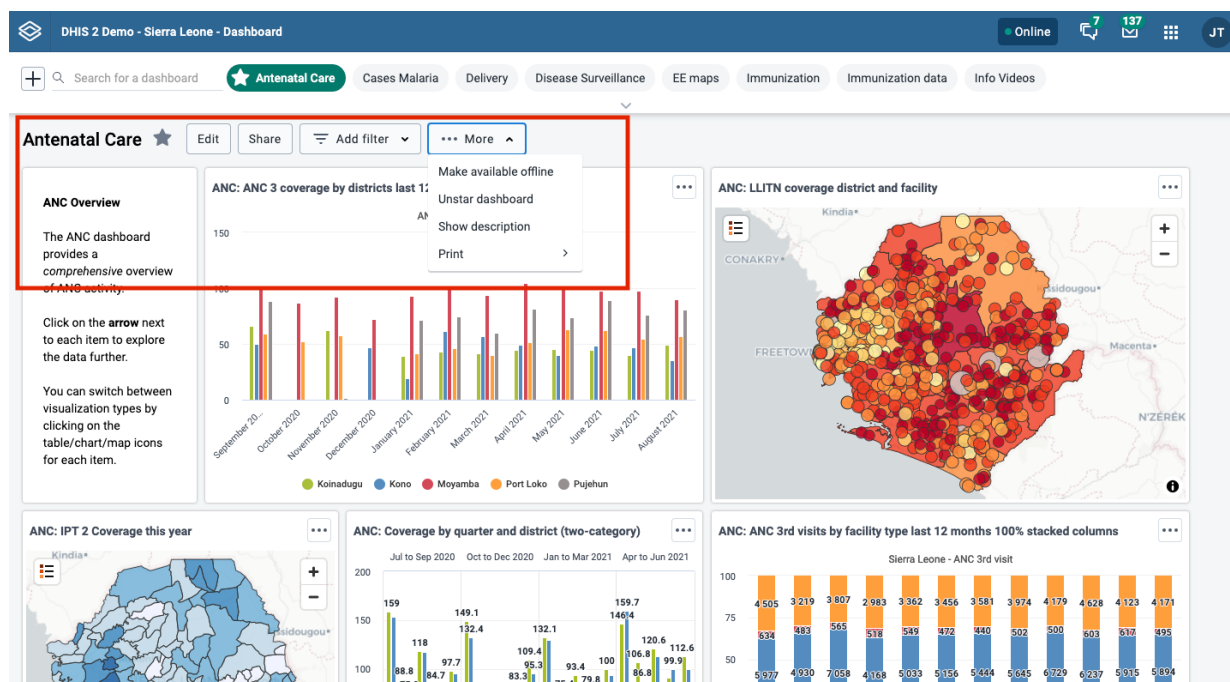 DHIS 2 Demo - Sierra Leone - Dashboard
Online
7
137
JT
Search for a dashboard
Antenatal Care
Cases Malaria
Delivery
Disease Surveillance
EE maps
Immunization
Immunization data
Info Videos
Antenatal Care
Edit
Share
Add filter
More
Make available offline
Unstar dashboard
Show description
Print
ANC Overview
The ANC dashboard
provides a
comprehensive overview
of ANC activity.
Click on the arrow next
to each item to explore
the data further.
You can switch between
visualization types by
clicking on the
table/chart/map icons
for each item.
ANC: ANC 3 coverage by districts last 12
150
100
50
0
September 20...
October 2020
November 2020
December 2020
January 2021
February 2021
March 2021
April 2021
May 2021
June 2021
July 2021
August 2021
Koinadugu
Kono
Moyamba
Port Loko
Pujehun
ANC: LLITN coverage district and facility
Kindia
CONAKRY
FREETOW
Macenta
N'ZÉRÉK
ANC: IPT 2 Coverage this year
Kindia
ANC: Coverage by quarter and district (two-category)
Jul to Sep 2020
Oct to Dec 2020
Jan to Mar 2021
Apr to Jun 2021
200
150
100
159
118
88.8
84.7
97.7
149.1
132.4
109.4
83.3
95.3
132.1
93.4
79.8
100
146.4
159.7
106.8
86.8
120.6
99.9
112.6
ANC: ANC 3rd visits by facility type last 12 months 100% stacked columns
Sierra Leone - ANC 3rd visit
100
75
50
4 505
3 219
3 807
2 983
3 362
3 456
3 581
3 974
4 179
4 628
4 123
4 171
634
483
565
518
549
472
440
502
500
603
617
495
5 977
4 930
7 058
4 168
5 033
5 156
5 444
5 645
6 729
6 237
5 915
5 894